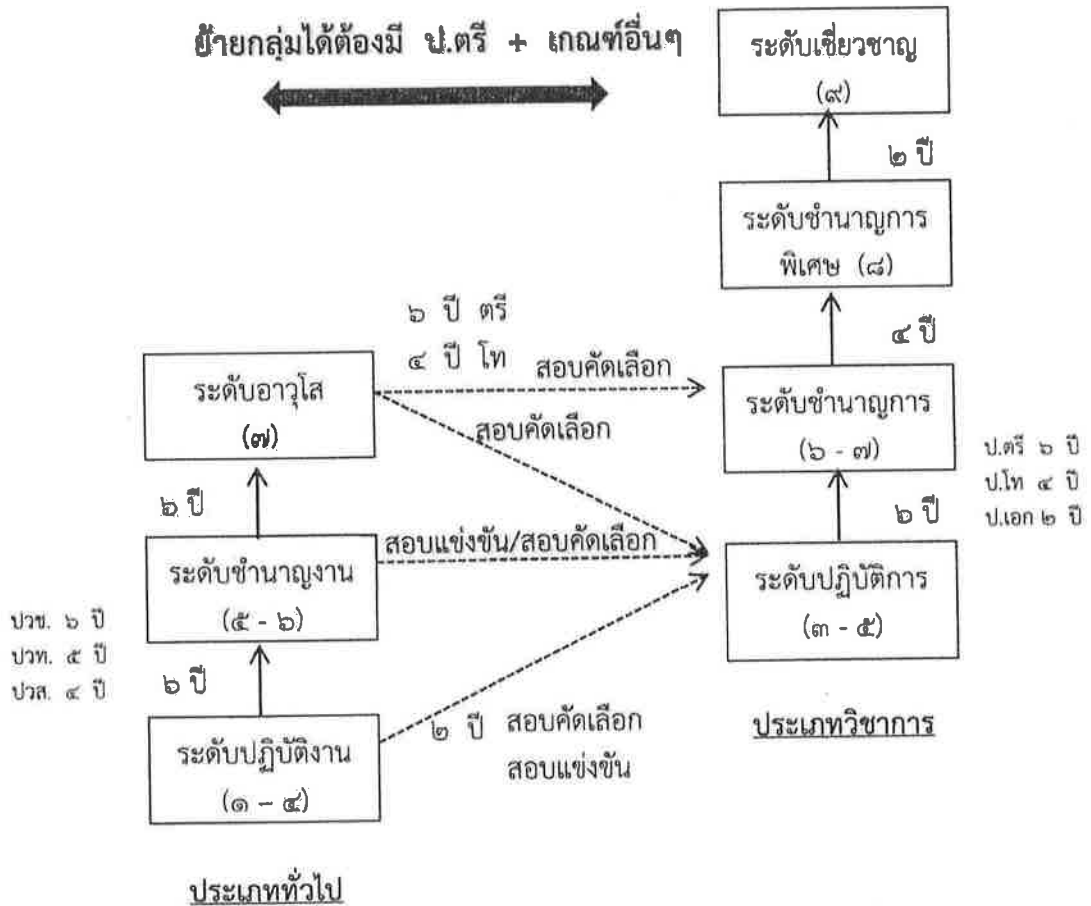 ย้ายกลุ่มได้ต้องมี ป.ตรี + เกณฑ์อื่นๆ
ระดับเชี่ยวชาญ
(๙)
๒ ปี
ระดับชำนาญการ
พิเศษ (๘)
๔ ปี
๖ ปี ตรี
๔ ปี โท
สอบคัดเลือก
ระดับอาวุโส
(๗)
สอบคัดเลือก
ระดับชำนาญการ
(๖ - ๗)
ป.ตรี ๖ ปี
ป.โท ๔ ปี
ป.เอก ๒ ปี
๖ ปี
๖ ปี
สอบแข่งขัน/สอบคัดเลือก
ระดับชำนาญงาน
(๕ - ๖)
ระดับปฏิบัติการ
(๓ - ๕)
ปวช. ๖ ปี
ปวท. ๕ ปี
ปวส. ๔ ปี
๖ ปี
๒ ปี สอบคัดเลือก
สอบแข่งขัน
ประเภทวิชาการ
ระดับปฏิบัติงาน
(๑ - ๔)
ประเภททั่วไป